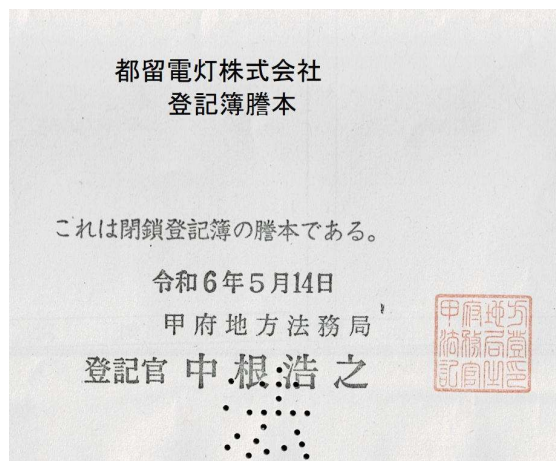 都留電灯株式会社
登記簿謄本
これは閉鎖登記簿の謄本である。
令和6年5月14日
甲府地方法務局
登記官 中根浩之